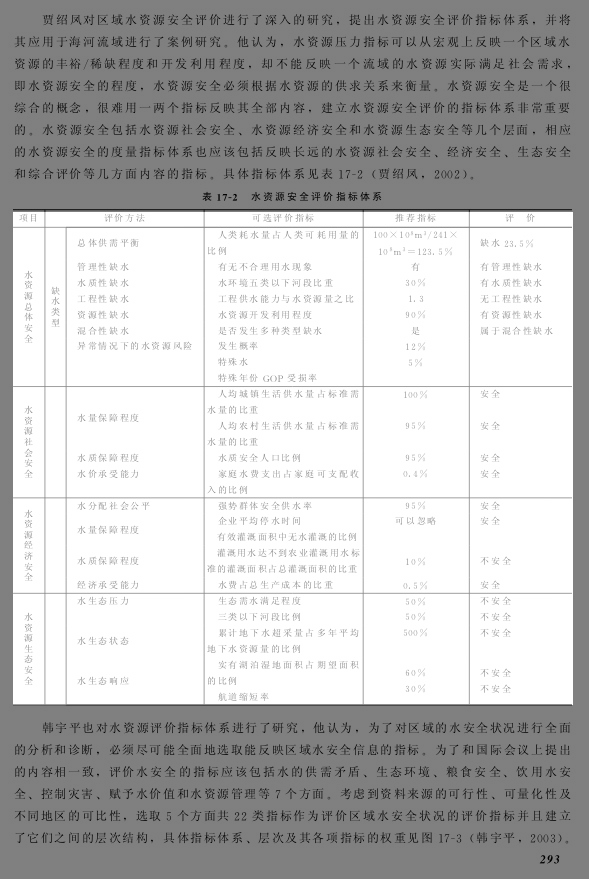 贾绍凤对区域水资源安全评价进行了深入的研究，提出水资源安全评价指标体系，并将
其应用于海河流域进行了案例研究。他认为，水资源压力指标可以从宏观上反映一个区域水
资源的丰裕/稀缺程度和开发利用程度，却不能反映一个流域的水资源实际满足社会需求，
即水资源安全的程度，水资源安全必须根据水资源的供求关系来衡量。水资源安全是一个很
综合的概念，很难用一两个指标反映其全部内容，建立水资源安全评价的指标体系非常重要
的。水资源安全包括水资源社会安全、水资源经济安全和水资源生态安全等几个层面，相应
的水资源安全的度量指标体系也应该包括反映长远的水资源社会安全、经济安全、生态安全
和综合评价等几方面内容的指标。具体指标体系见表 17-2（贾绍凤，2002）。
表 17-2 水资源安全评价指标体系
项目 评价方法 可选评价指标 推荐指标 评 价
水资源总体安全
缺水类型
总体供需平衡 人类耗水量占人类可耗用量的 100×10⁸m³/241× 缺水 23.5%
比例 10⁸m³=123.5%
管理性缺水 有无不合理用水现象 有 有管理性缺水
水质性缺水 水环境五类以下河段比重 30% 有水质性缺水
工程性缺水 工程供水能力与水资源量之比 1.3 无工程性缺水
资源性缺水 水资源开发利用程度 90% 有资源性缺水
混合性缺水 是否发生多种类型缺水 是 属于混合性缺水
异常情况下的水资源风险 发生概率 12%
特殊水 5%
特殊年份 GOP 受损率
水资源社会安全
水量保障程度 人均城镇生活供水量占标准需 100% 安全
水量的比重
人均农村生活供水量占标准需 95% 安全
水量的比重
水质保障程度 水质安全人口比例 95% 安全
水价承受能力 家庭水费支出占家庭可支配收 0.4% 安全
入的比例
水资源经济安全
水分配社会公平 强势群体安全供水率 95% 安全
水量保障程度 企业平均停水时间 可以忽略 安全
有效灌溉面积中无水灌溉的比例
水质保障程度 灌溉用水达不到农业灌溉用水标 10% 不安全
准的灌溉面积占总灌溉面积的比重
经济承受能力 水费占总生产成本的比重 0.5% 安全
水资源生态安全
水生态压力 生态需水满足程度 50% 不安全
水生态状态 三类以下河段比例 50% 不安全
累计地下水超采量占多年平均 500% 不安全
地下水资源量的比例
水生态响应 实有湖泊湿地面积占期望面积 60% 不安全
的比例
航道缩短率 30% 不安全
韩宇平也对水资源评价指标体系进行了研究，他认为，为了对区域的水安全状况进行全面
的分析和诊断，必须尽可能全面地选取能反映区域水安全信息的指标。为了和国际会议上提出
的内容相一致，评价水安全的指标应该包括水的供需矛盾、生态环境、粮食安全、饮用水安
全、控制灾害、赋予水价值和水资源管理等 7 个方面。考虑到资料来源的可行性、可量化性及
不同地区的可比性，选取 5 个方面共 22 类指标作为评价区域水安全状况的评价指标并且建立
了它们之间的层次结构，具体指标体系、层次及其各项指标的权重见图 17-3（韩宇平，2003）。
293